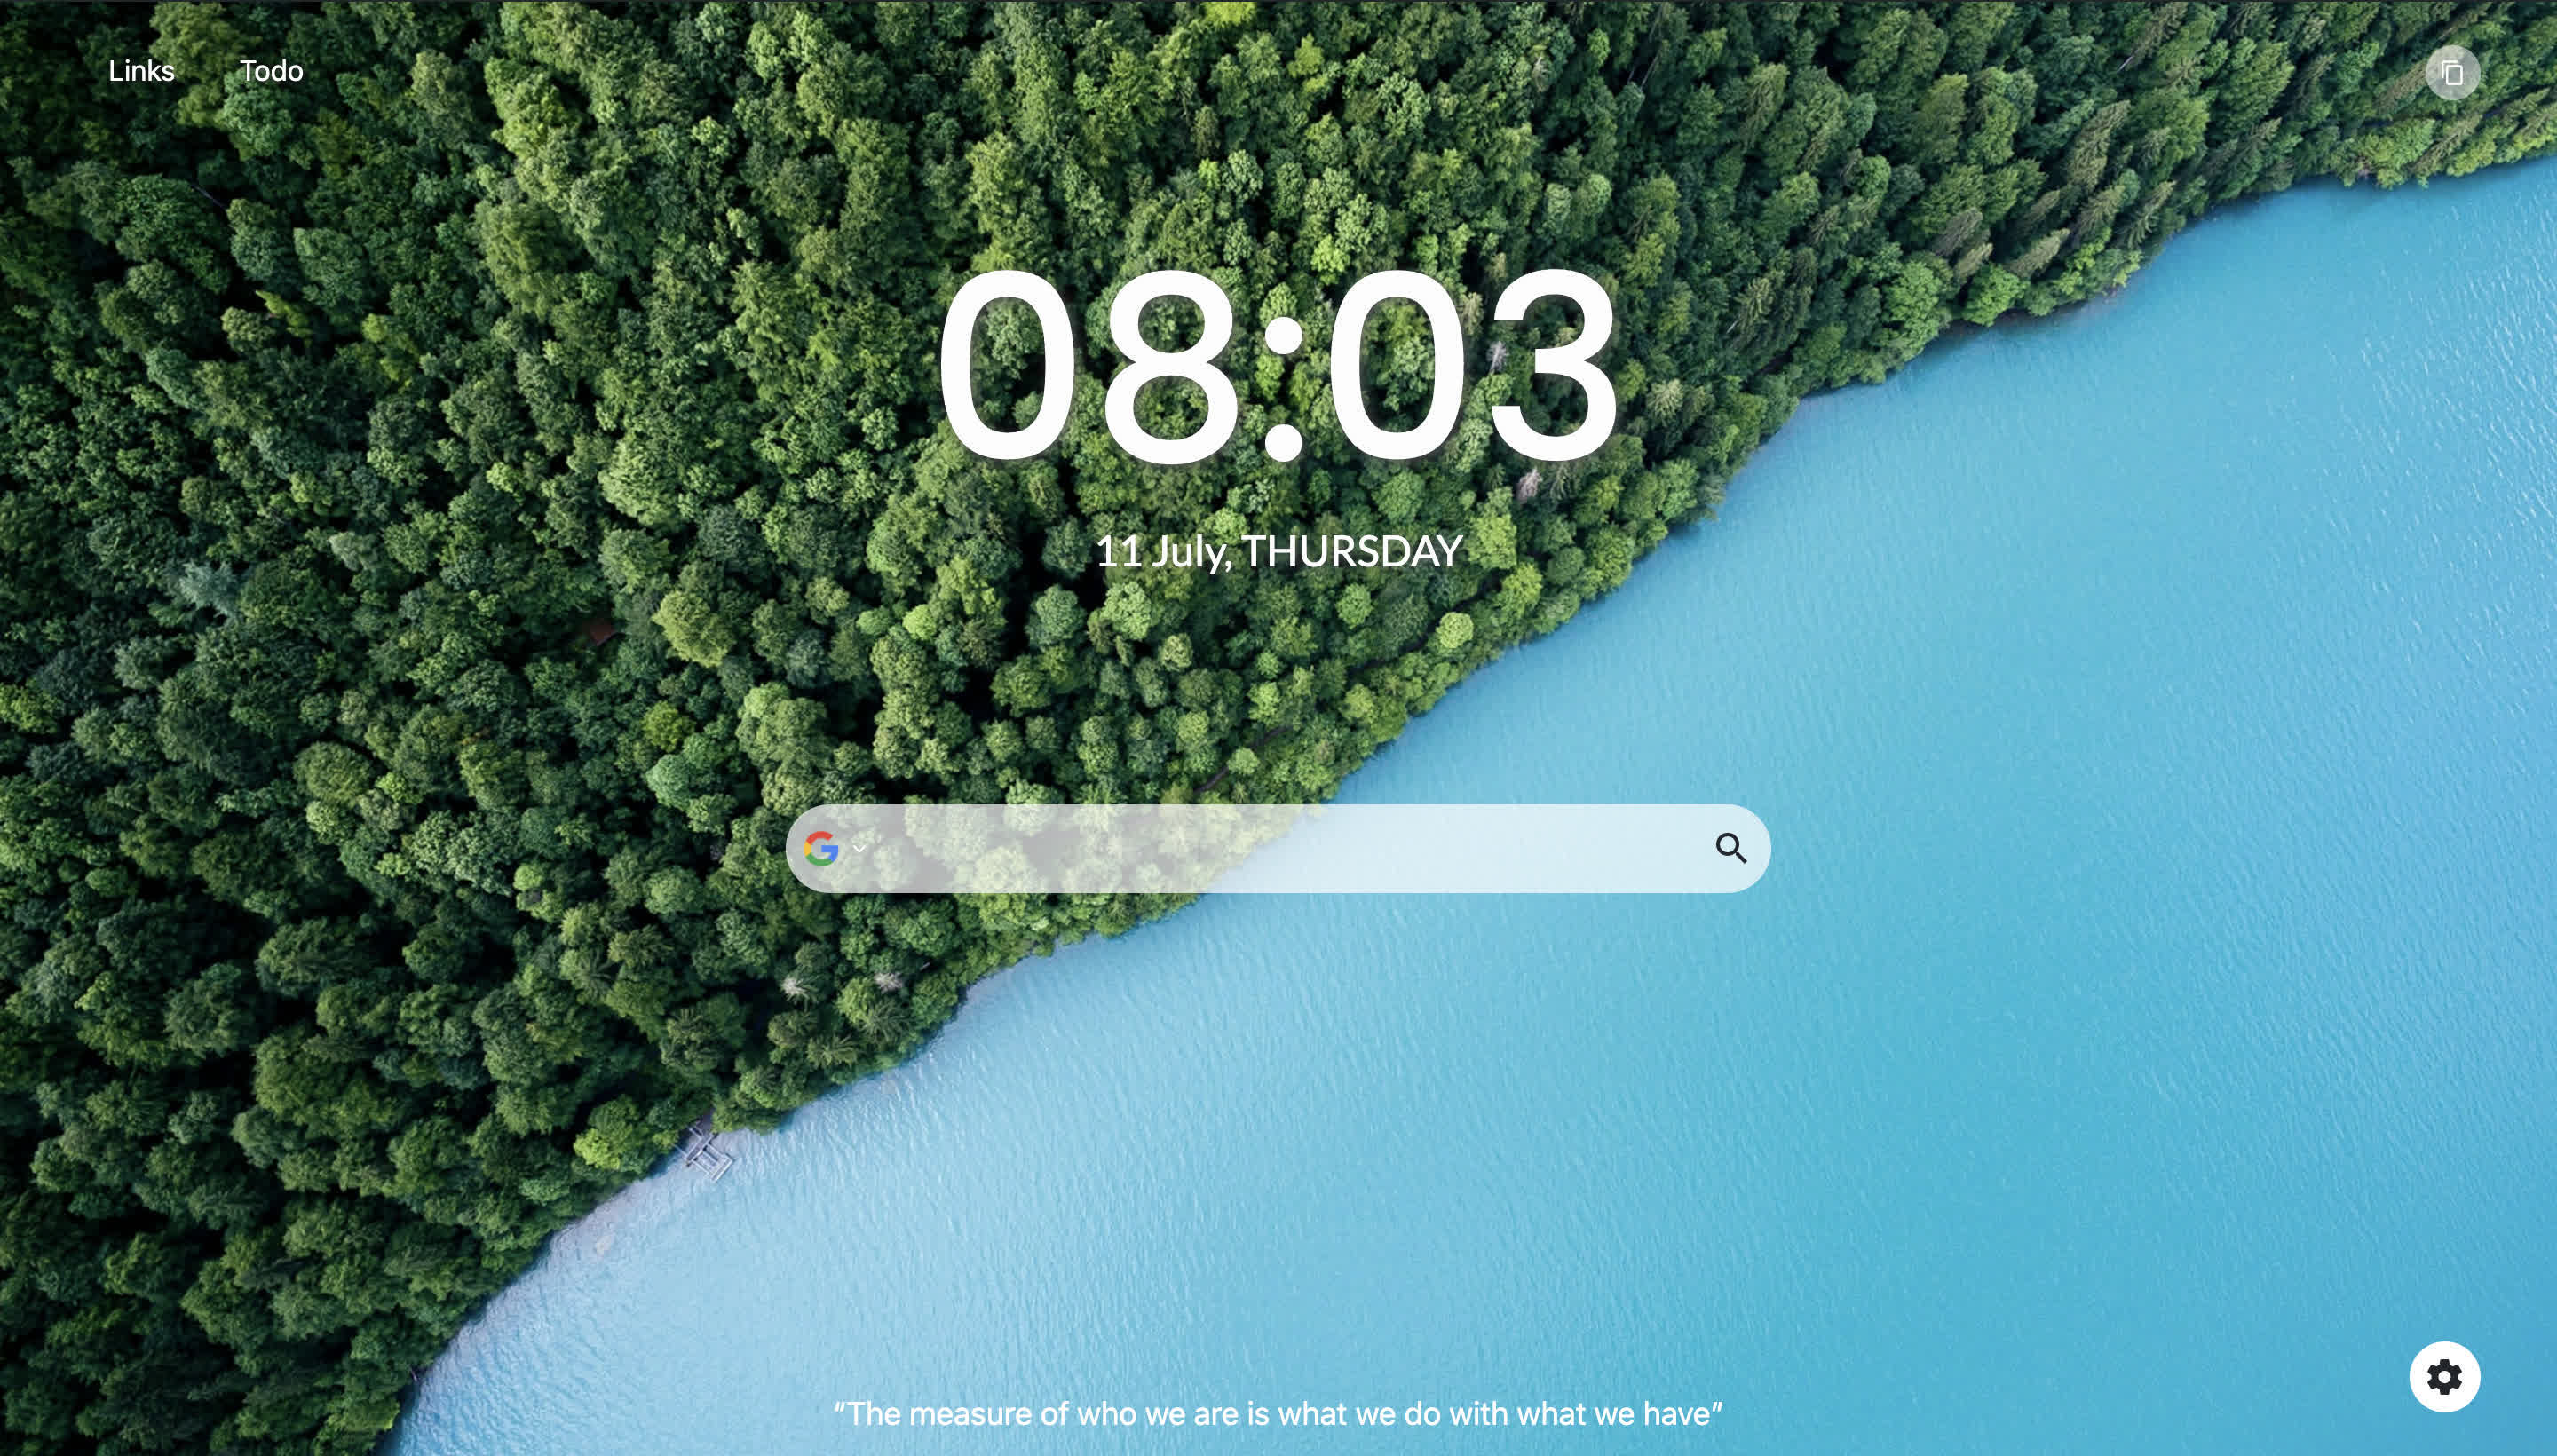 Links
Todo
08:03
11 July, THURSDAY
“The measure of who we are is what we do with what we have”